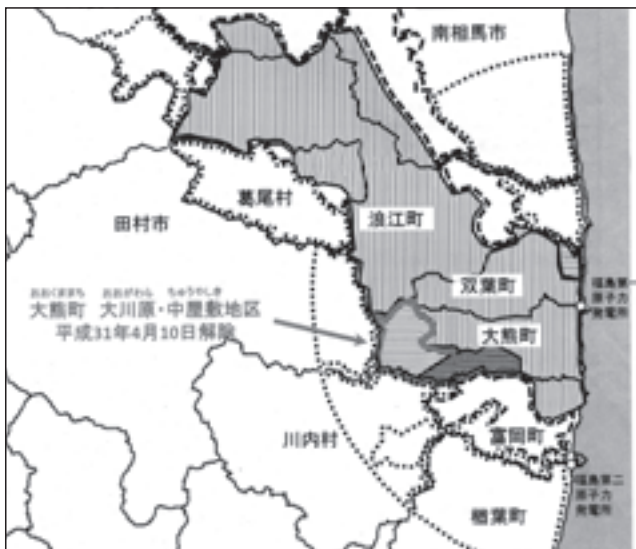 南相馬市
葛尾村
浪江町
田村市
双葉町
福島第一
原子力
発電所
おおくままち おおがわら ちゅうやしき
大熊町 大川原・中屋敷地区
平成31年4月10日解除
大熊町
川内村
富岡町
福島第二
原子力
発電所
楢葉町